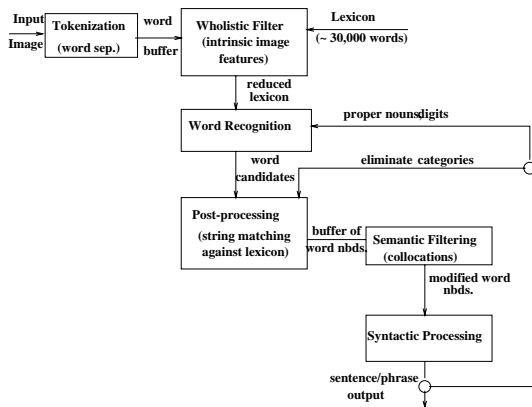 Input
Image
Tokenization
(word sep.)
word
buffer
Wholistic Filter
(intrinsic image
features)
Lexicon
(~ 30,000 words)
reduced
lexicon
Word Recognition
proper nouns,digits
word
candidates
eliminate categories
Post-processing
(string matching
against lexicon)
buffer of
word nbds.
Semantic Filtering
(collocations)
modified word
nbds.
Syntactic Processing
sentence/phrase
output